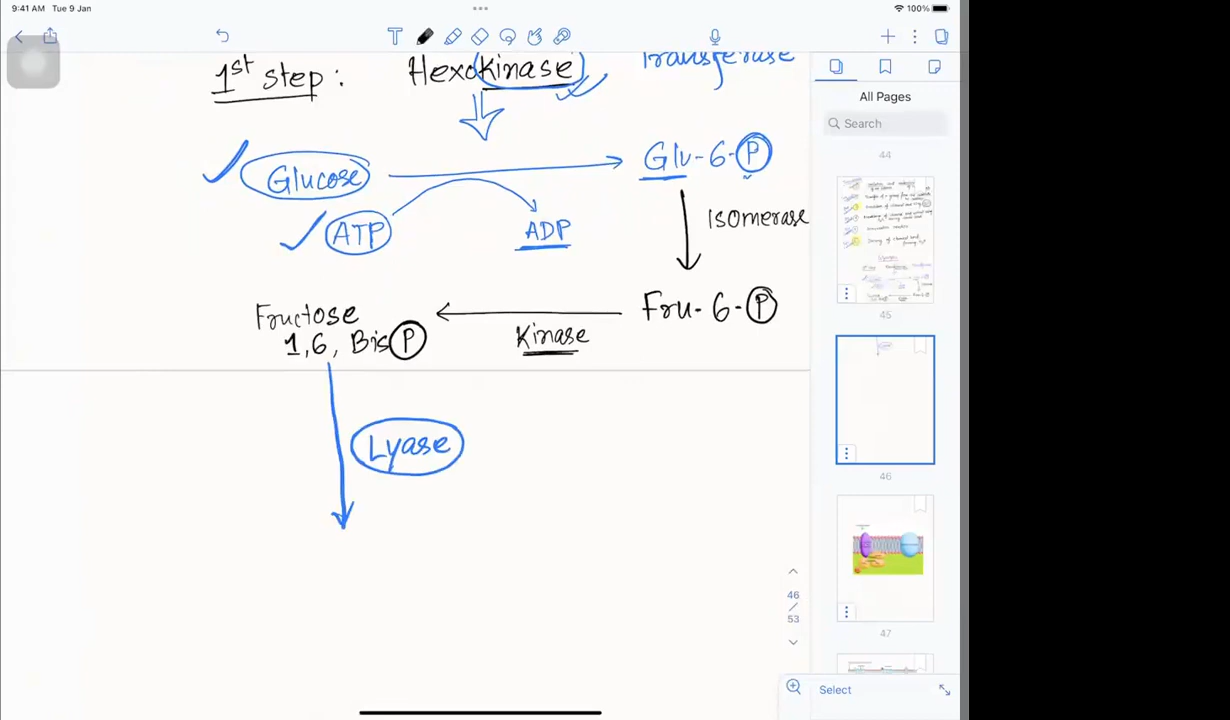 9:41 AM Tue 9 Jan
100%
Transferase
1st step : Hexokinase
All Pages
Search
Glucose
Glu-6-P
ATP
ADP
Isomerase
Fructose
1,6, Bis P
Kinase
Fru-6-P
Lyase
44
45
46
47
46
/
53
Select